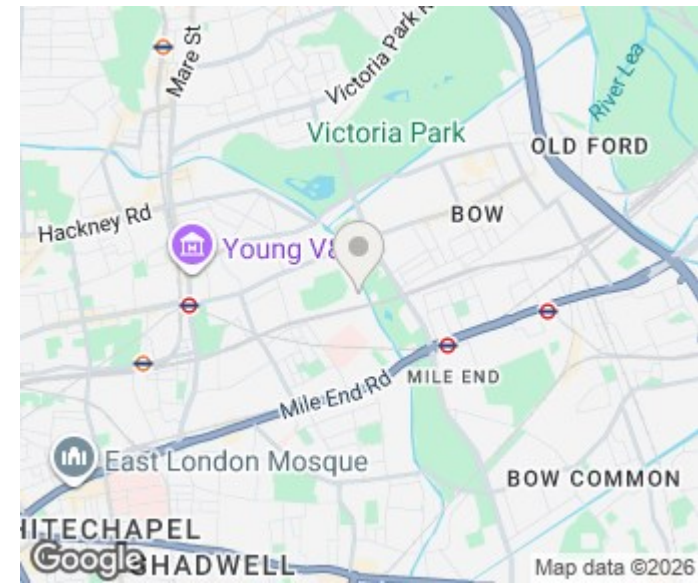 Mare St
Victoria Park R
River Lea
Victoria Park
OLD FORD
Hackney Rd
BOW
Young V&
MILE END
Mile End Rd
East London Mosque
BOW COMMON
HITECHAPEL
SHADWELL
Google
Map data ©2026